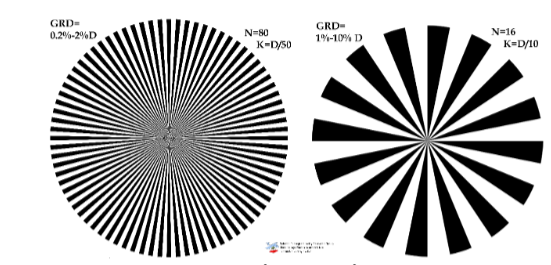 GRD=
0.2%-2%D
N=80
K=D/50
GRD=
1%-10% D
N=16
K=D/10